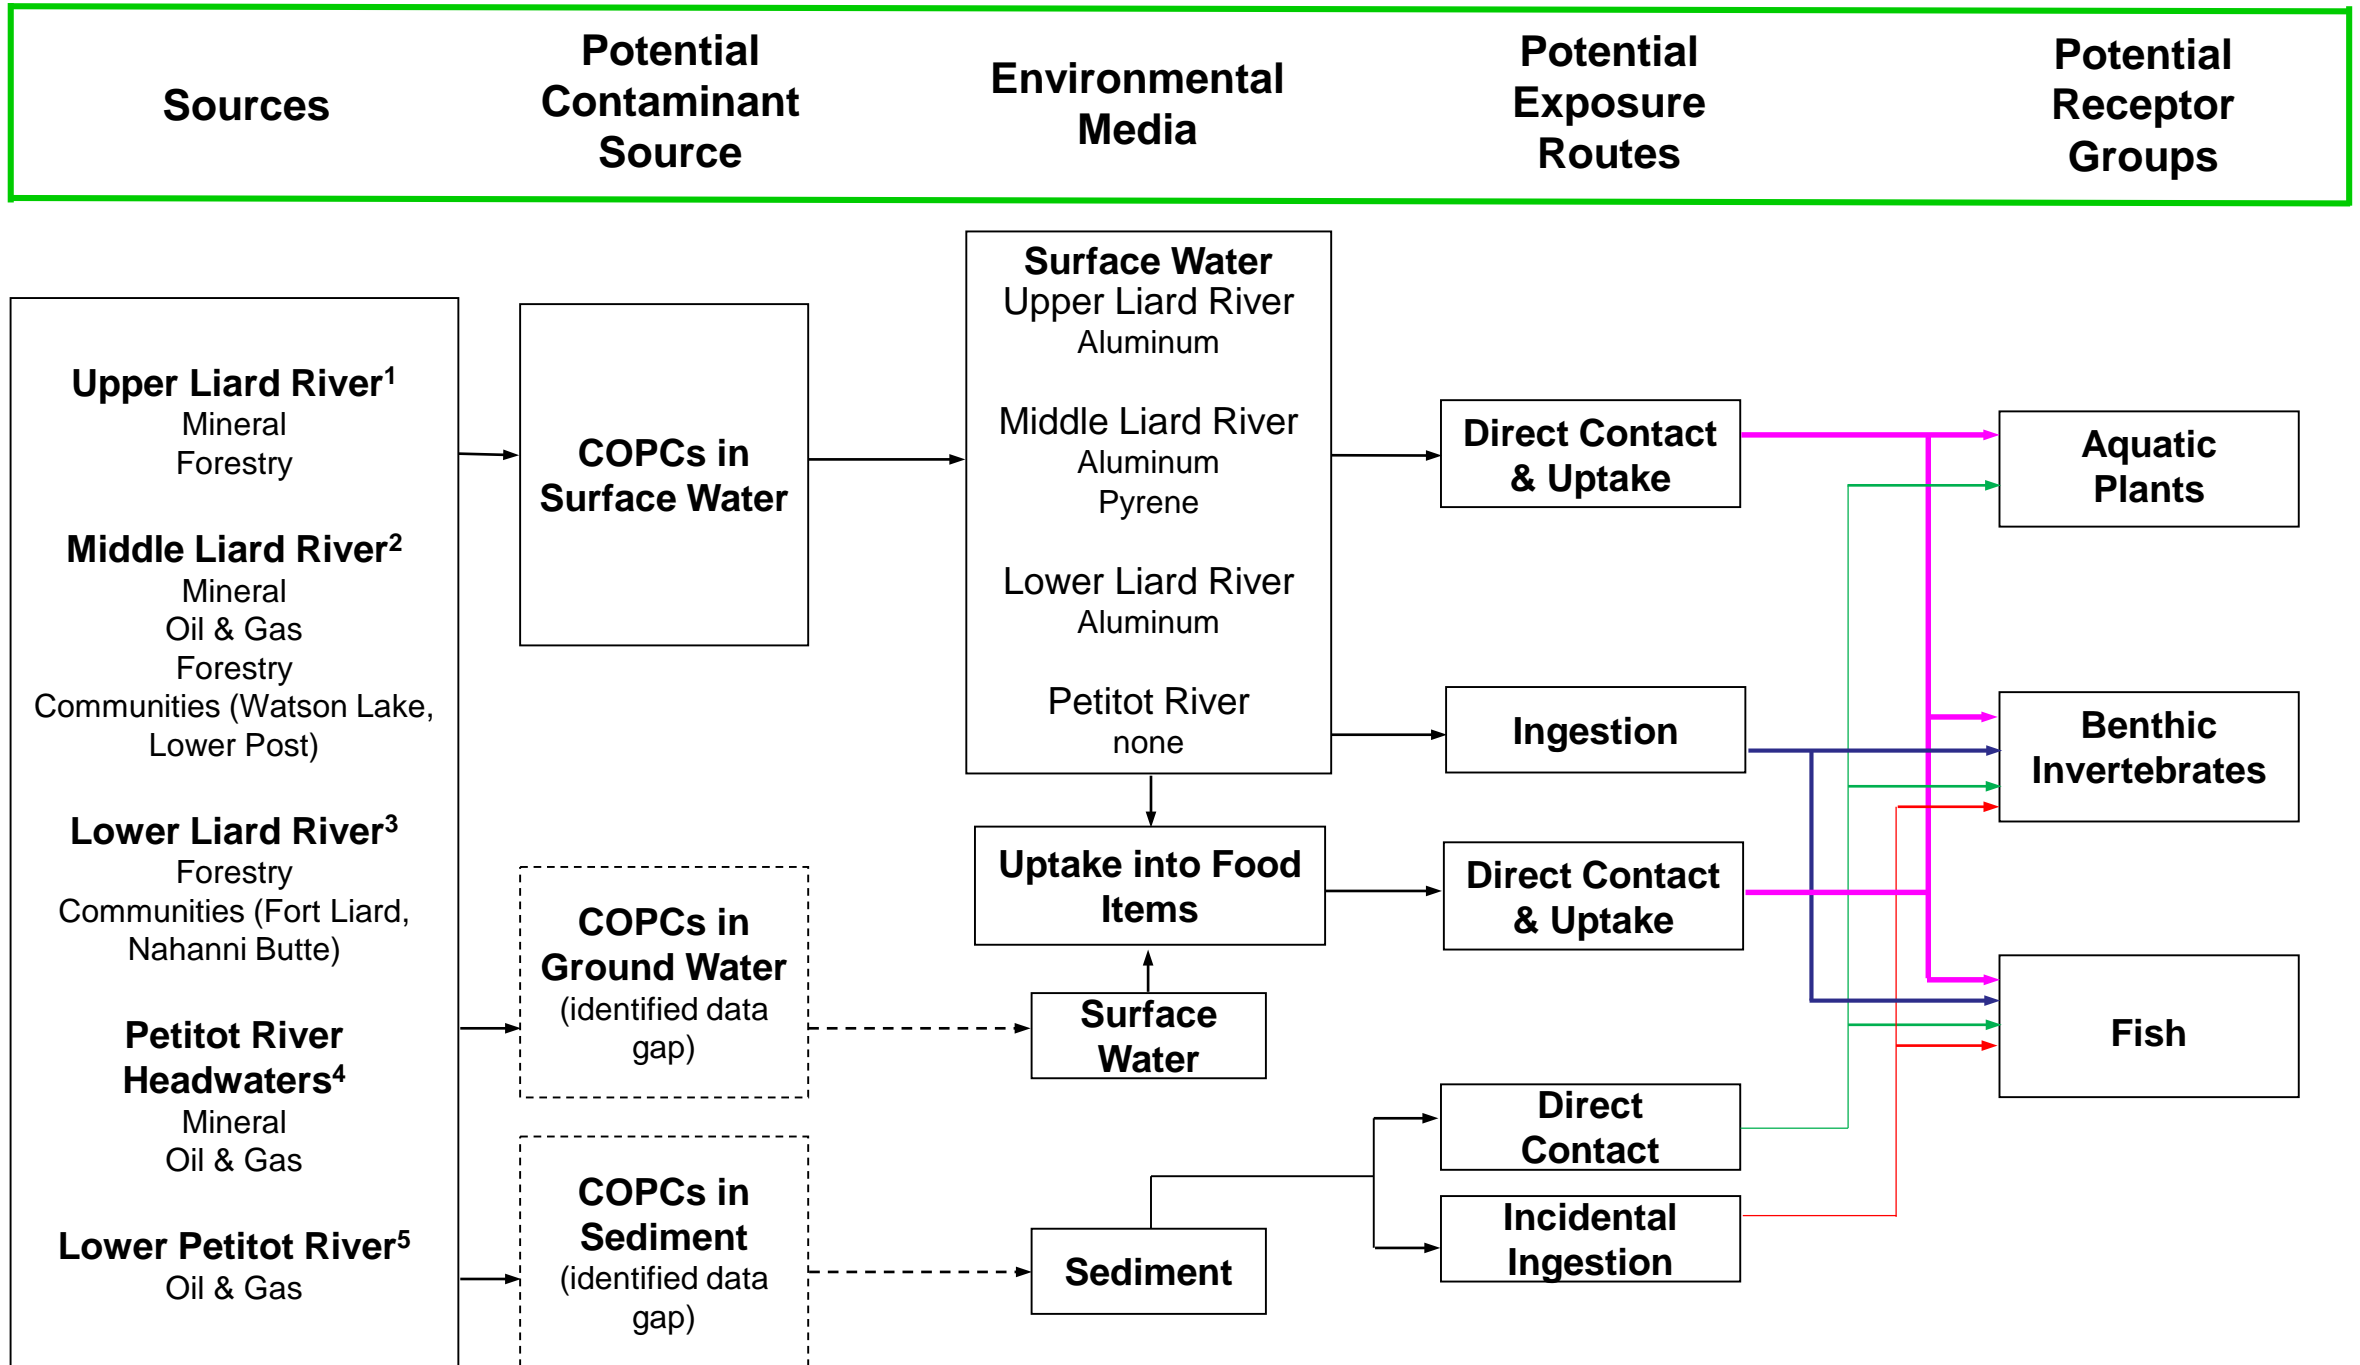 Sources
Potential
Contaminant
Source
Environmental
Media
Potential
Exposure
Routes
Potential
Receptor
Groups
Upper Liard River¹
Mineral
Forestry
Middle Liard River²
Mineral
Oil & Gas
Forestry
Communities (Watson Lake,
Lower Post)
Lower Liard River³
Forestry
Communities (Fort Liard,
Nahanni Butte)
Petitot River
Headwaters⁴
Mineral
Oil & Gas
Lower Petitot River⁵
Oil & Gas
COPCs in
Surface Water
COPCs in
Ground Water
(identified data
gap)
COPCs in
Sediment
(identified data
gap)
Surface Water
Upper Liard River
Aluminum
Middle Liard River
Aluminum
Pyrene
Lower Liard River
Aluminum
Petitot River
none
Uptake into Food
Items
Surface
Water
Sediment
Direct Contact
& Uptake
Ingestion
Direct Contact
& Uptake
Direct
Contact
Incidental
Ingestion
Aquatic
Plants
Benthic
Invertebrates
Fish